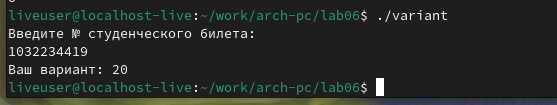 liveuser@localhost-live:~/work/arch-pc/lab06$ ./variant
Введите № студенческого билета:
1032234419
Ваш вариант: 20
liveuser@localhost-live:~/work/arch-pc/lab06$